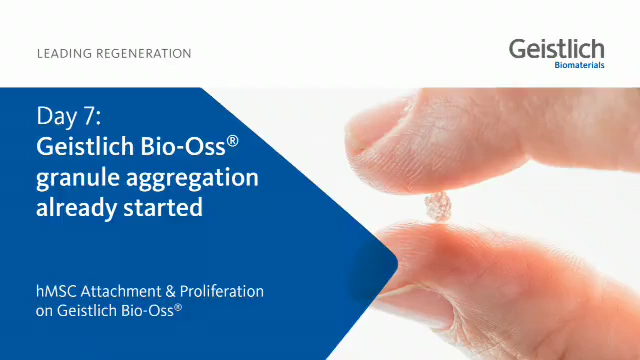 LEADING REGENERATION
Geistlich
Biomaterials
Day 7:
Geistlich Bio-Oss®
granule aggregation
already started
hMSC Attachment & Proliferation
on Geistlich Bio-Oss®